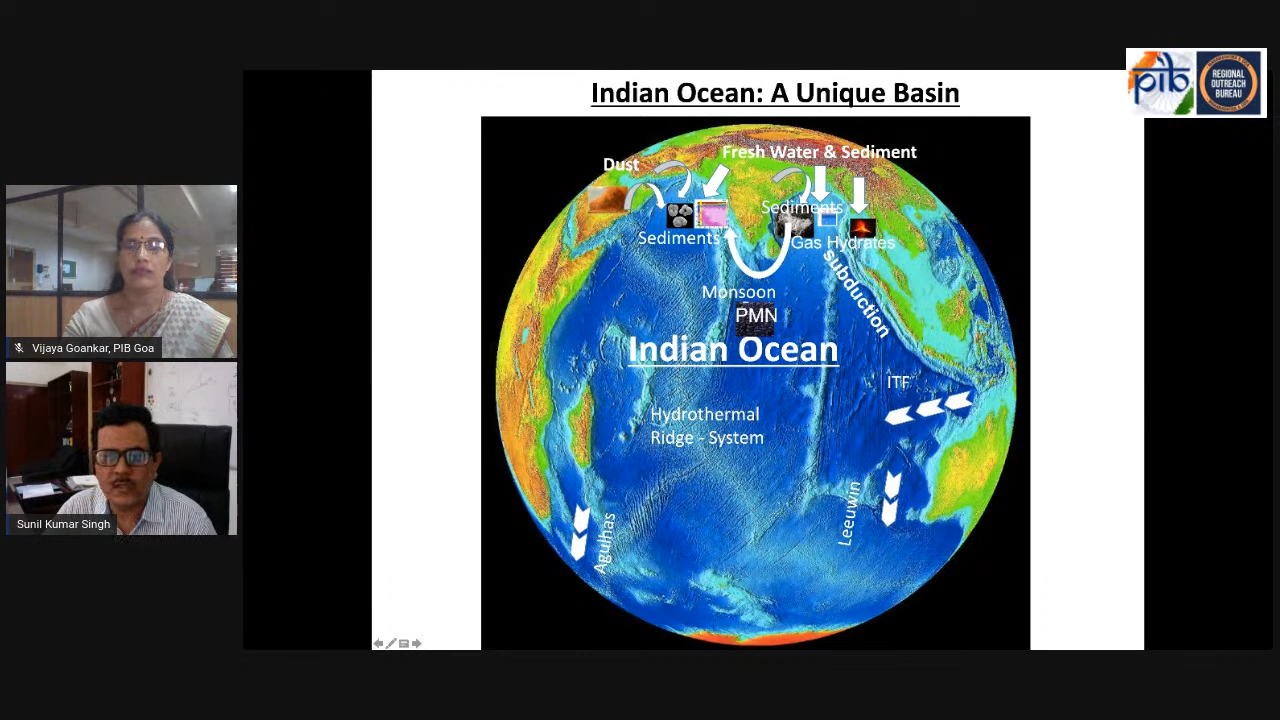 Indian Ocean: A Unique Basin
pib
REGIONAL
OUTREACH
BUREAU
Dust
Fresh Water & Sediment
Sediments
Sediments
Gas Hydrates
subduction
Monsoon
PMN
Indian Ocean
ITF
Hydrothermal
Ridge - System
Leeuwin
Agulhas
Vijaya Goankar, PIB Goa
Sunil Kumar Singh